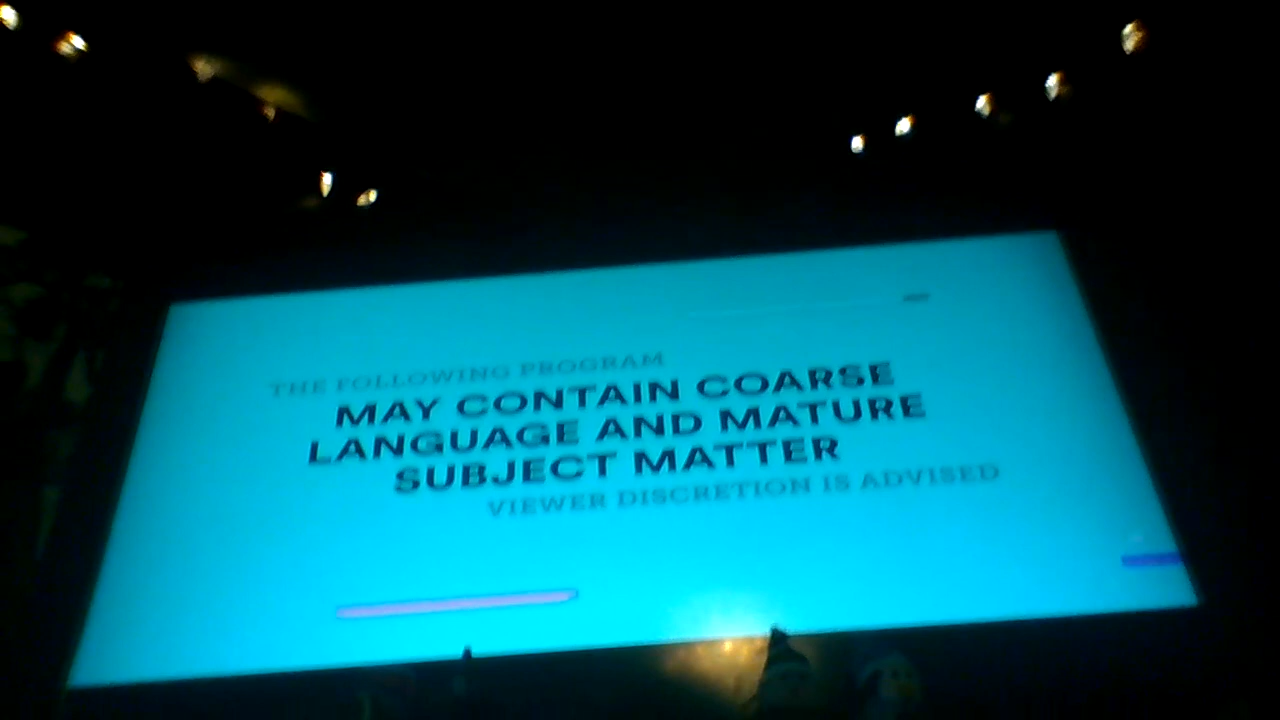 THE FOLLOWING PROGRAM
MAY CONTAIN COARSE
LANGUAGE AND MATURE
SUBJECT MATTER
VIEWER DISCRETION IS ADVISED